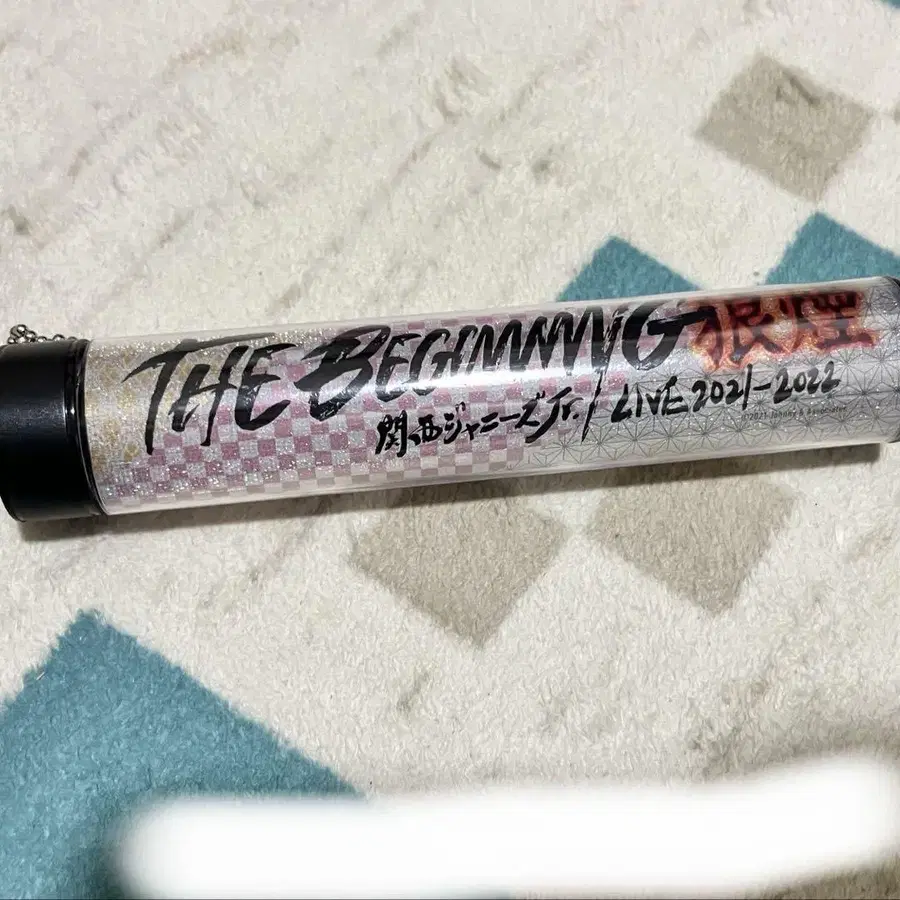 THE BEGINNING 狼煙
関西ジャニーズJr. LIVE 2021-2022
©2021 Johnny & Associates